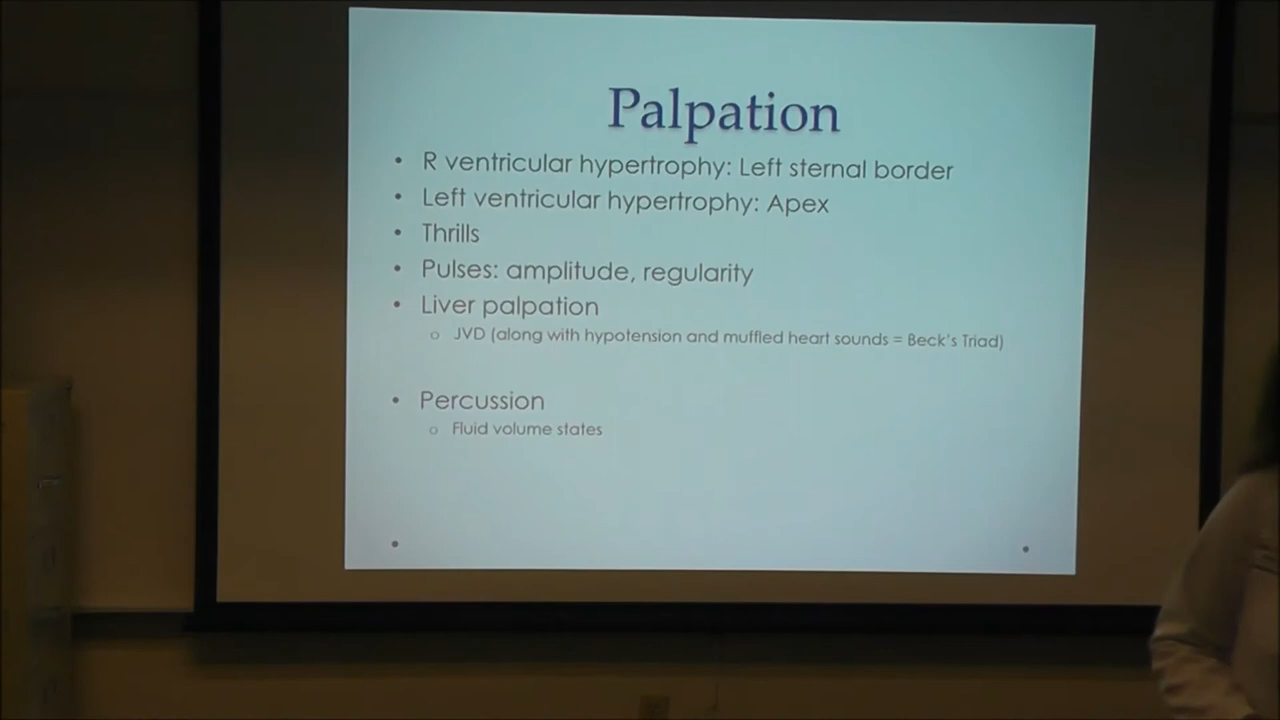 Palpation
• R ventricular hypertrophy: Left sternal border
• Left ventricular hypertrophy: Apex
• Thrills
• Pulses: amplitude, regularity
• Liver palpation
o JVD (along with hypotension and muffled heart sounds = Beck's Triad)
• Percussion
o Fluid volume states